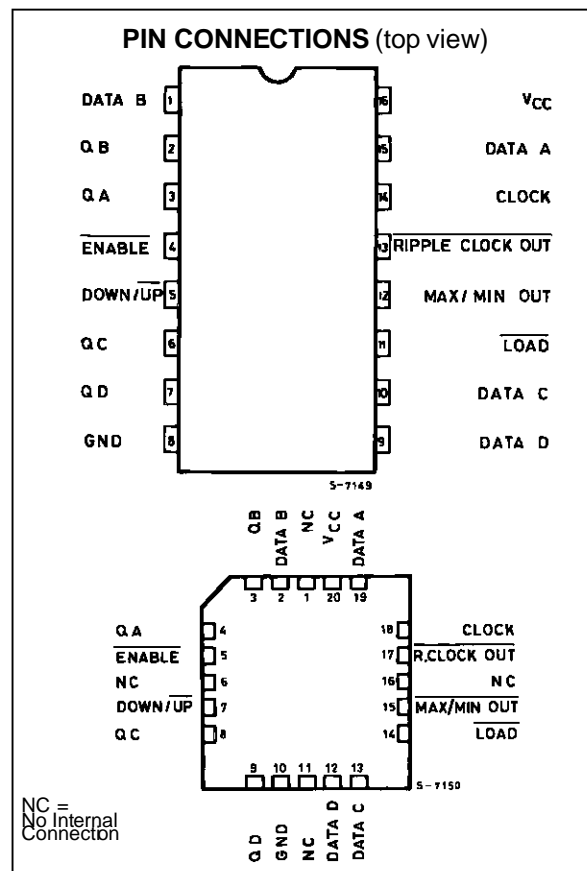 PIN CONNECTIONS (top view)
DATA B 1 16 VCC
QB 2 15 DATA A
QA 3 14 CLOCK
ENABLE 4 13 RIPPLE CLOCK OUT
DOWN/UP 5 12 MAX/MIN OUT
QC 6 11 LOAD
QD 7 10 DATA C
GND 8 9 DATA D
S-7149
QB DATA B NC VCC DATA A
3 2 1 20 19
QA 4 18 CLOCK
ENABLE 5 17 R.CLOCK OUT
NC 6 16 NC
DOWN/UP 7 15 MAX/MIN OUT
QC 8 14 LOAD
9 10 11 12 13
S-7150
QD GND NC DATA D DATA C
NC =
No Internal
Connection